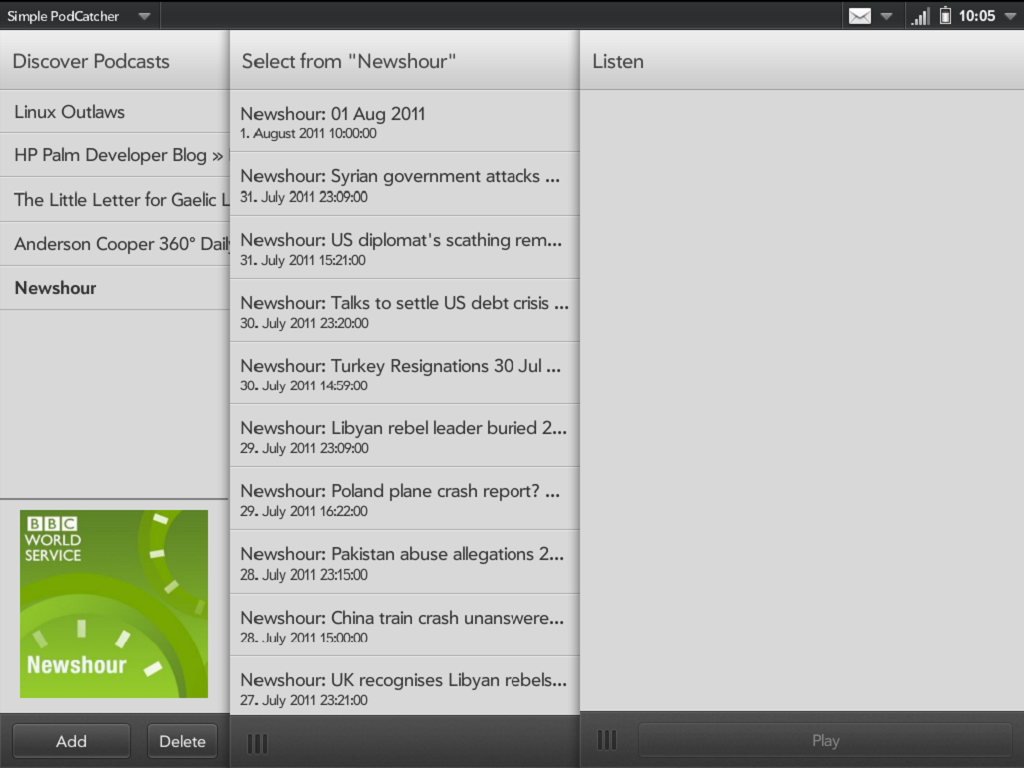 Simple PodCatcher
10:05
Discover Podcasts
Linux Outlaws
HP Palm Developer Blog »
The Little Letter for Gaelic L
Anderson Cooper 360° Daily
Newshour
BBC
WORLD
SERVICE
Newshour
Add
Delete
Select from "Newshour"
Newshour: 01 Aug 2011
1. August 2011 10:00:00
Newshour: Syrian government attacks ...
31. July 2011 23:09:00
Newshour: US diplomat's scathing rem...
31. July 2011 15:21:00
Newshour: Talks to settle US debt crisis ...
30. July 2011 23:20:00
Newshour: Turkey Resignations 30 Jul ...
30. July 2011 14:59:00
Newshour: Libyan rebel leader buried 2...
29. July 2011 23:09:00
Newshour: Poland plane crash report? ...
29. July 2011 16:22:00
Newshour: Pakistan abuse allegations 2...
28. July 2011 23:15:00
Newshour: China train crash unanswere...
28. July 2011 15:00:00
Newshour: UK recognises Libyan rebels...
27. July 2011 23:21:00
Listen
Play